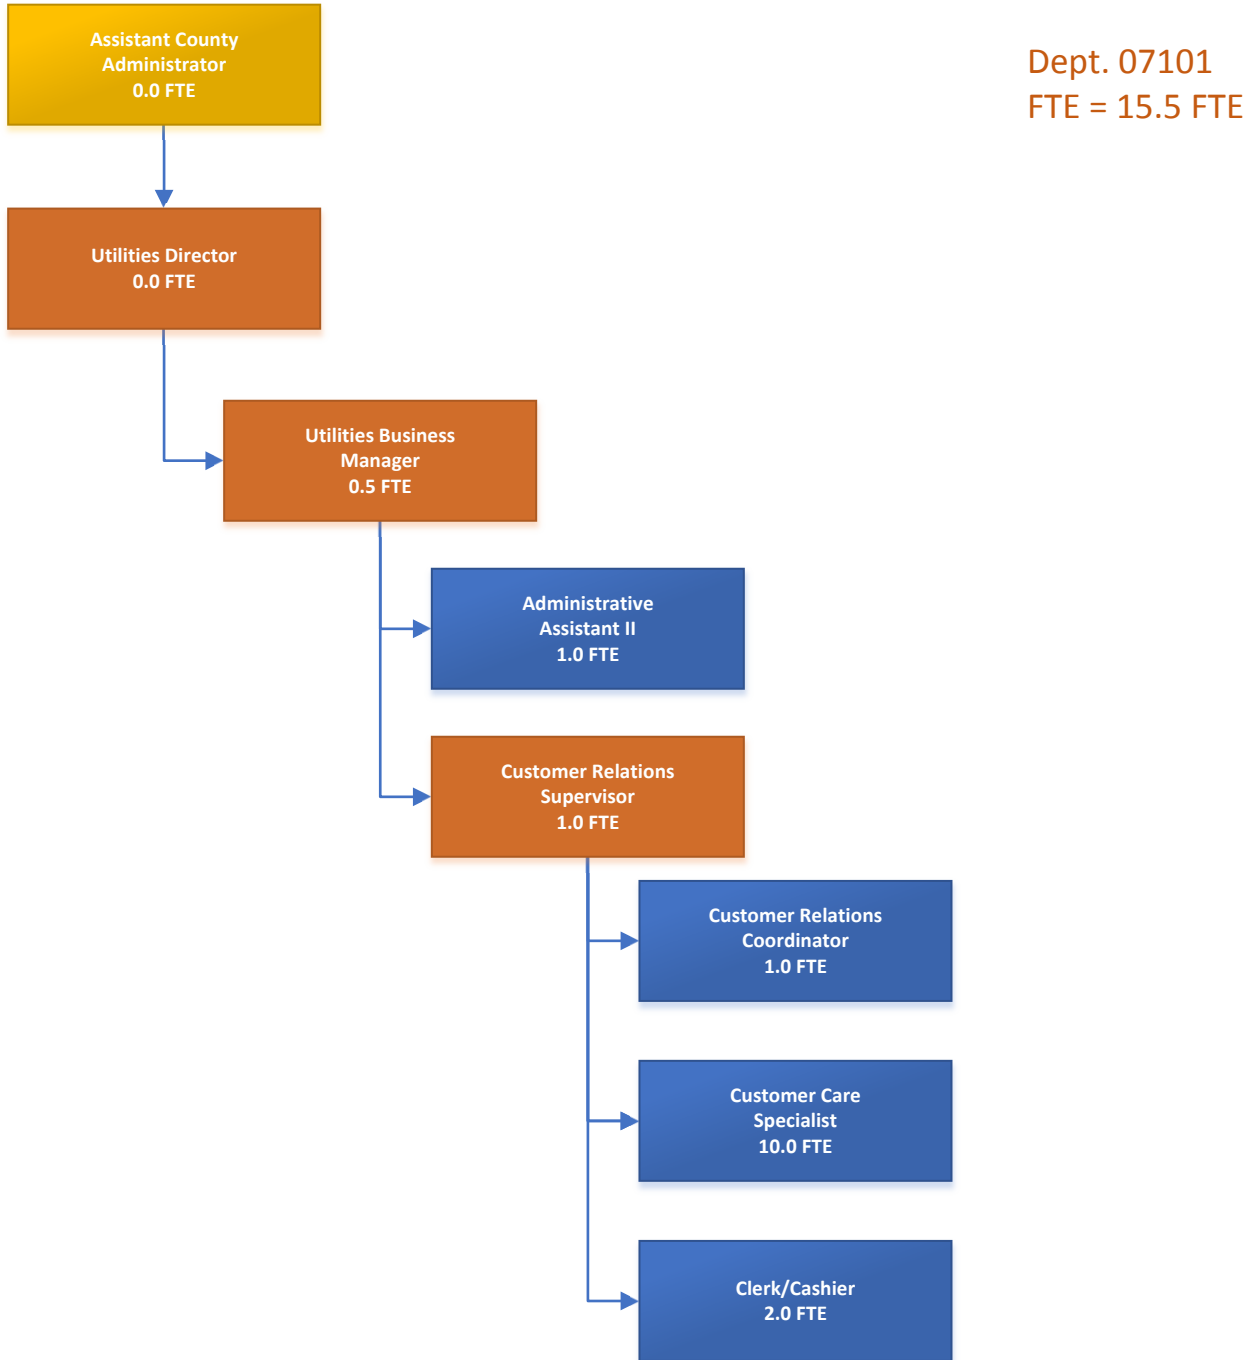 Assistant County
Administrator
0.0 FTE
Dept. 07101
FTE = 15.5 FTE
Utilities Director
0.0 FTE
Utilities Business
Manager
0.5 FTE
Administrative
Assistant II
1.0 FTE
Customer Relations
Supervisor
1.0 FTE
Customer Relations
Coordinator
1.0 FTE
Customer Care
Specialist
10.0 FTE
Clerk/Cashier
2.0 FTE